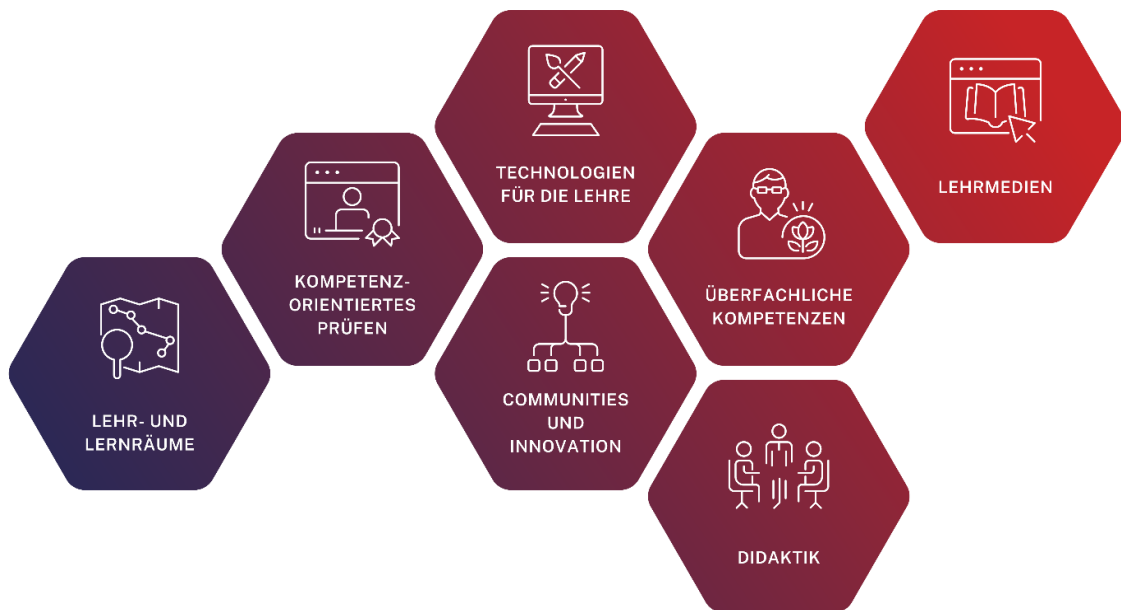 TECHNOLOGIEN
FÜR DIE LEHRE
LEHRMEDIEN
KOMPETENZ-
ORIENTIERTES
PRÜFEN
ÜBERFACHLICHE
KOMPETENZEN
LEHR- UND
LERNRÄUME
COMMUNITIES
UND
INNOVATION
DIDAKTIK